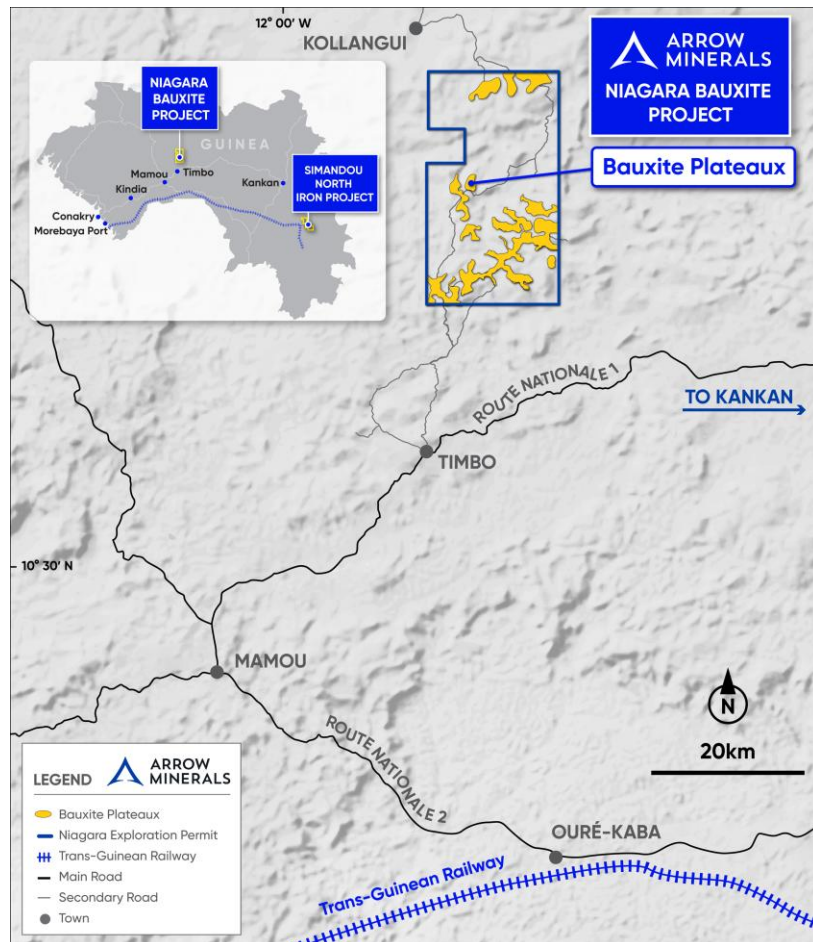 12° 00' W
KOLLANGUI
ARROW
MINERALS
NIAGARA BAUXITE
PROJECT
Bauxite Plateaux
NIAGARA
BAUXITE
PROJECT
GUINEA
SIMANDOU
NORTH
IRON PROJECT
Mamou
Timbo
Kindia
Kankan
Conakry
Morebaya Port
ROUTE NATIONALE 1
TO KANKAN
TIMBO
10° 30' N
MAMOU
ROUTE NATIONALE 2
N
20km
OURÉ-KABA
Trans-Guinean Railway
LEGEND
ARROW
MINERALS
Bauxite Plateaux
Niagara Exploration Permit
Trans-Guinean Railway
Main Road
Secondary Road
Town